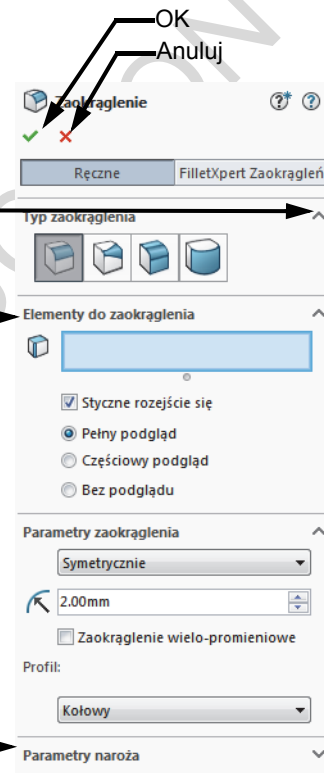 OK
Anuluj
Zaokrąglenie
Ręczne
FilletXpert Zaokrągleń
Typ zaokrąglenia
Elementy do zaokrąglenia
Styczne rozejście się
Pełny podgląd
Częściowy podgląd
Bez podglądu
Parametry zaokrąglenia
Symetrycznie
2.00mm
Zaokrąglenie wielo-promieniowe
Profil:
Kołowy
Parametry naroża